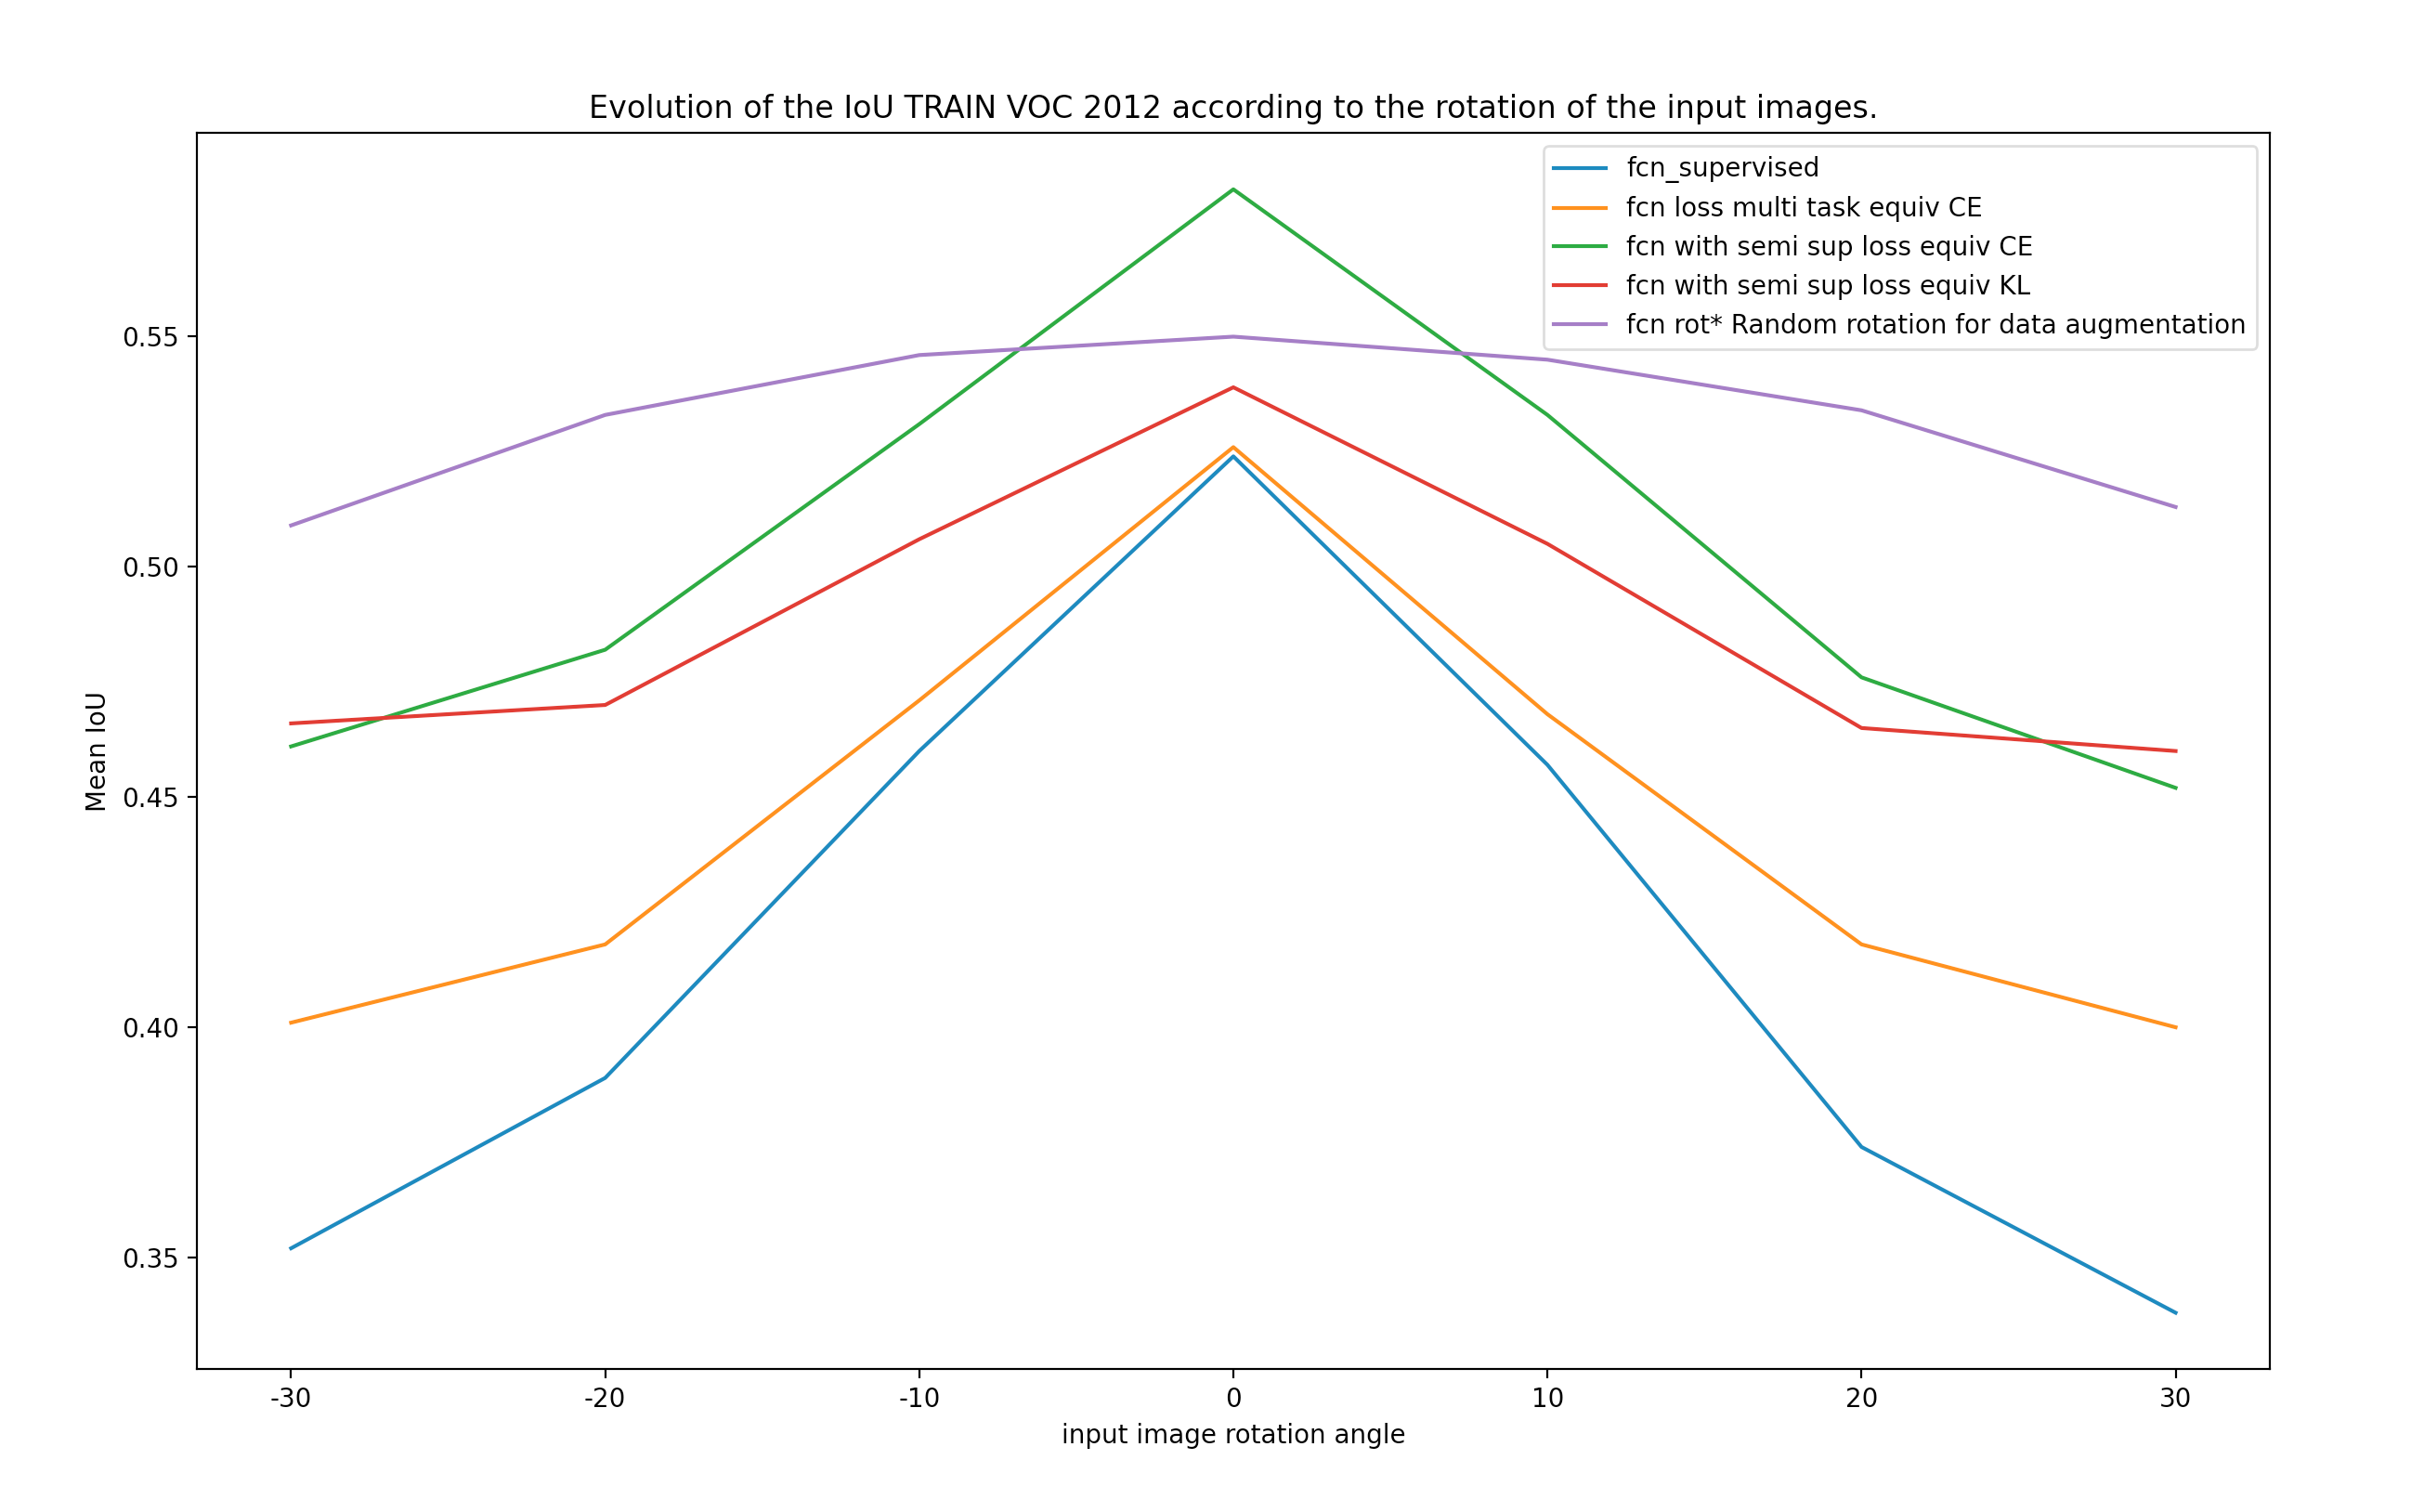 Evolution of the IoU TRAIN VOC 2012 according to the rotation of the input images.
fcn_supervised
fcn loss multi task equiv CE
fcn with semi sup loss equiv CE
fcn with semi sup loss equiv KL
fcn rot* Random rotation for data augmentation
Mean IoU
0.55
0.50
0.45
0.40
0.35
-30 -20 -10 0 10 20 30
input image rotation angle